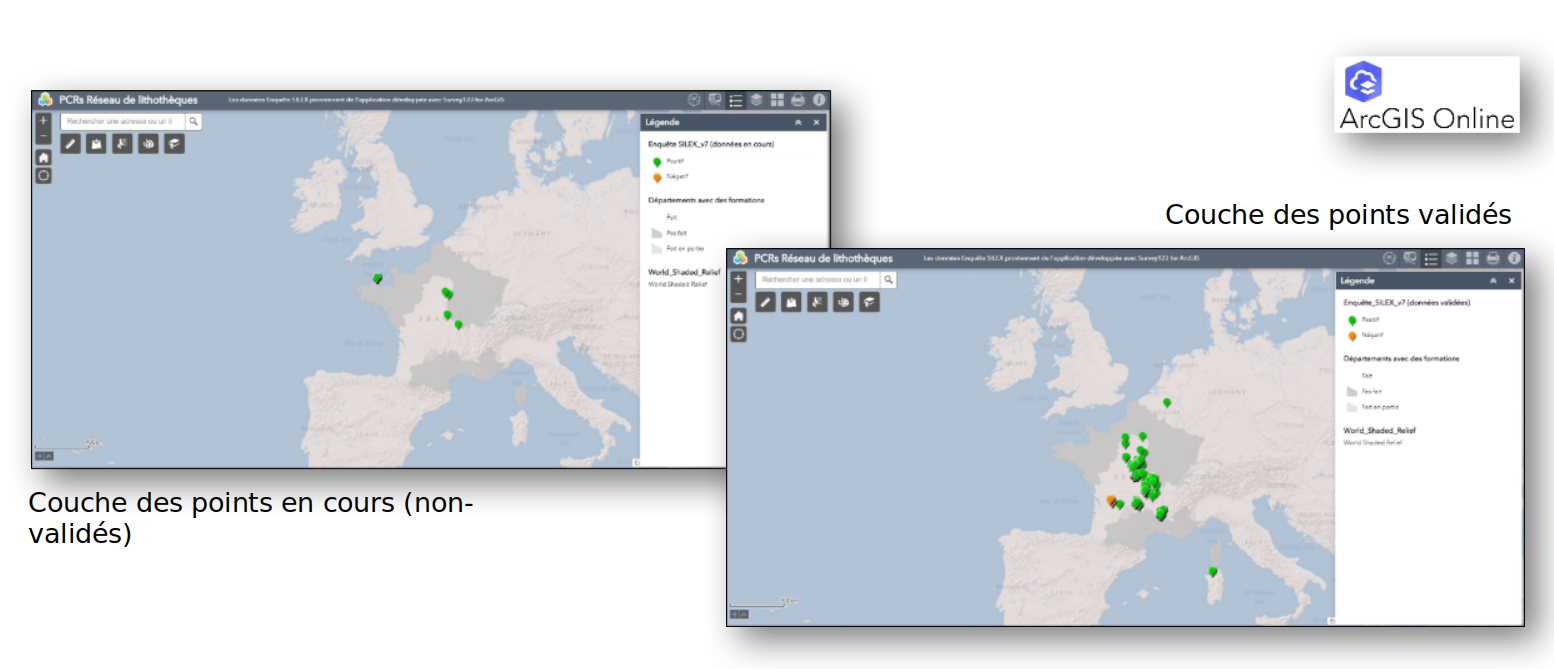 ArcGIS Online
PCRs Réseau de lithothèques
Les données Enquête SILEX proviennent de l'application développée avec Survey123 for ArcGIS
Rechercher une adresse ou un li
Légende
Enquête SILEX_v7 (données en cours)
Positif
Négatif
Départements avec des formations
Fait
Pas fait
Fait en partie
World_Shaded_Relief
World Shaded Relief
Couche des points en cours (non-
validés)
Couche des points validés
PCRs Réseau de lithothèques
Les données Enquête SILEX proviennent de l'application développée avec Survey123 for ArcGIS
Rechercher une adresse ou un li
Légende
Enquête_SILEX_v7 (données validées)
Positif
Négatif
Départements avec des formations
Fait
Pas fait
Fait en partie
World_Shaded_Relief
World Shaded Relief